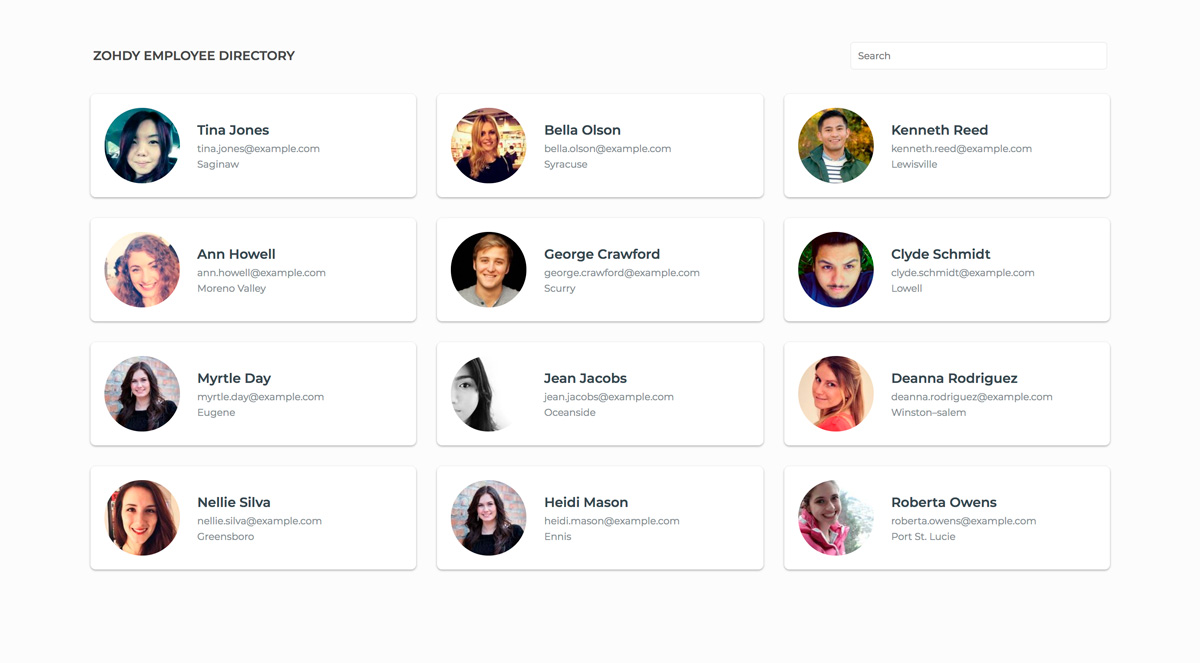 ZOHDY EMPLOYEE DIRECTORY
Search
Tina Jones
tina.jones@example.com
Saginaw
Bella Olson
bella.olson@example.com
Syracuse
Kenneth Reed
kenneth.reed@example.com
Lewisville
Ann Howell
ann.howell@example.com
Moreno Valley
George Crawford
george.crawford@example.com
Scurry
Clyde Schmidt
clyde.schmidt@example.com
Lowell
Myrtle Day
myrtle.day@example.com
Eugene
Jean Jacobs
jean.jacobs@example.com
Oceanside
Deanna Rodriguez
deanna.rodriguez@example.com
Winston–salem
Nellie Silva
nellie.silva@example.com
Greensboro
Heidi Mason
heidi.mason@example.com
Ennis
Roberta Owens
roberta.owens@example.com
Port St. Lucie